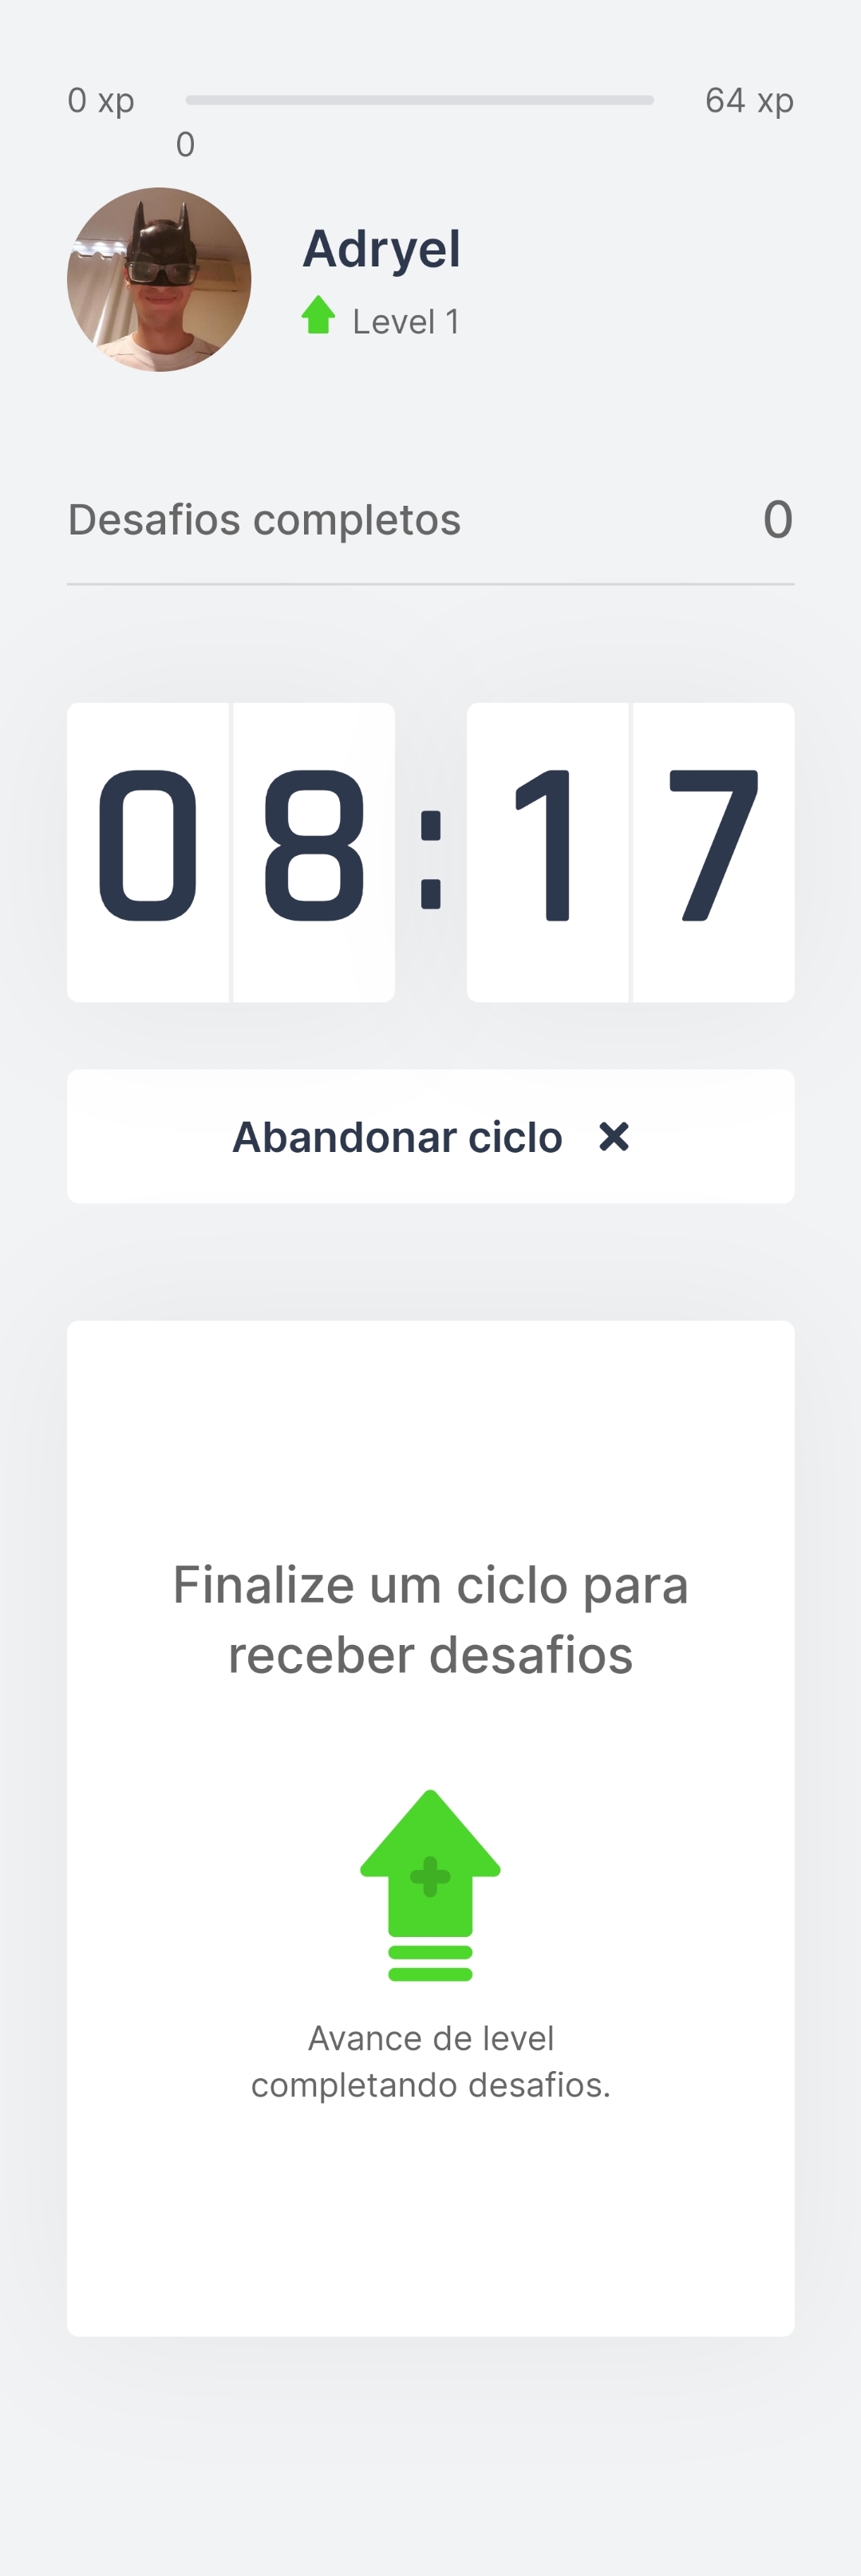 0 xp 64 xp
0
Adryel
Level 1
Desafios completos 0
08:17
Abandonar ciclo
Finalize um ciclo para
receber desafios
Avance de level
completando desafios.